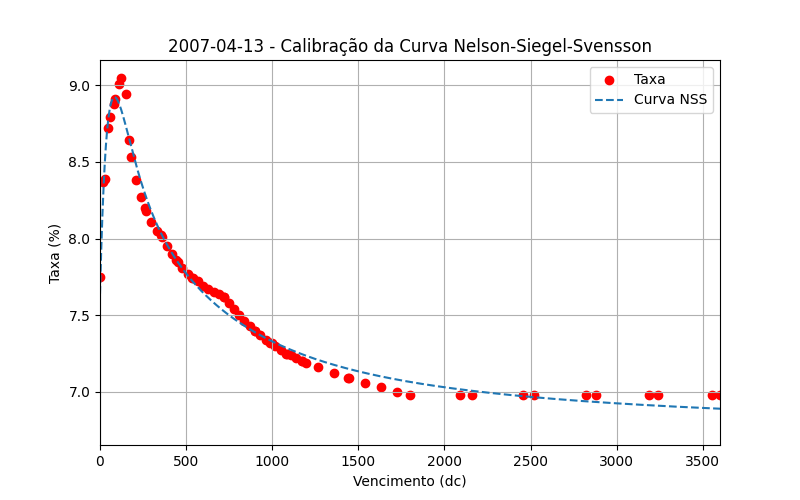 2007-04-13 - Calibração da Curva Nelson-Siegel-Svensson
Taxa
Curva NSS
Taxa (%)
9.0
8.5
8.0
7.5
7.0
0 500 1000 1500 2000 2500 3000 3500
Vencimento (dc)